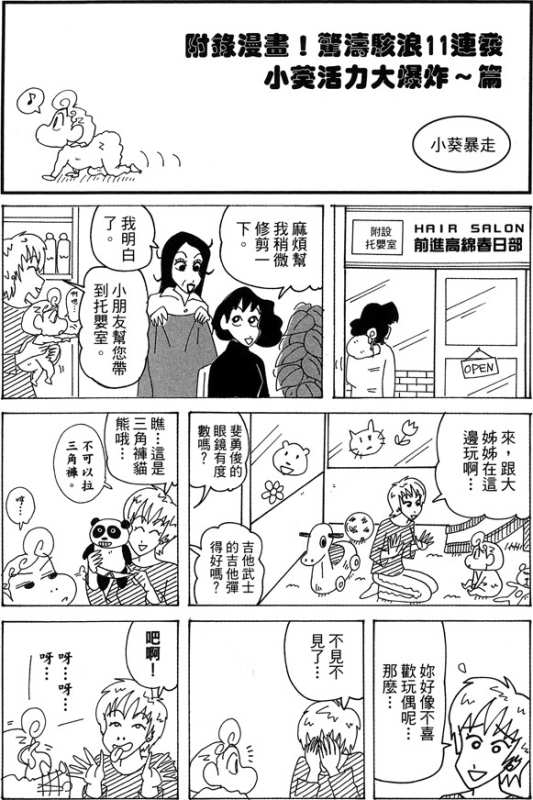 附錄漫畫！驚濤駭浪11連發
小葵活力大爆炸～篇
小葵暴走
附設
托嬰室
HAIR SALON
前進高綿春日部
OPEN
麻煩幫
我稍微
修剪一
下。
我明白
了。
小朋友幫您帶
到托嬰室。
啊嗯…
來，跟大
姊姊在這
邊玩啊…
斐勇俊的
眼鏡有度
數嗎？
吉他武士
的吉他彈
得好嗎？
瞧…這是
三角褲貓
熊哦…
不可以拉
三角褲。
哼…
妳好像不喜
歡玩偶呢…
那麼…
不見不
見了…
吧啊！
呀…呀…
呀…